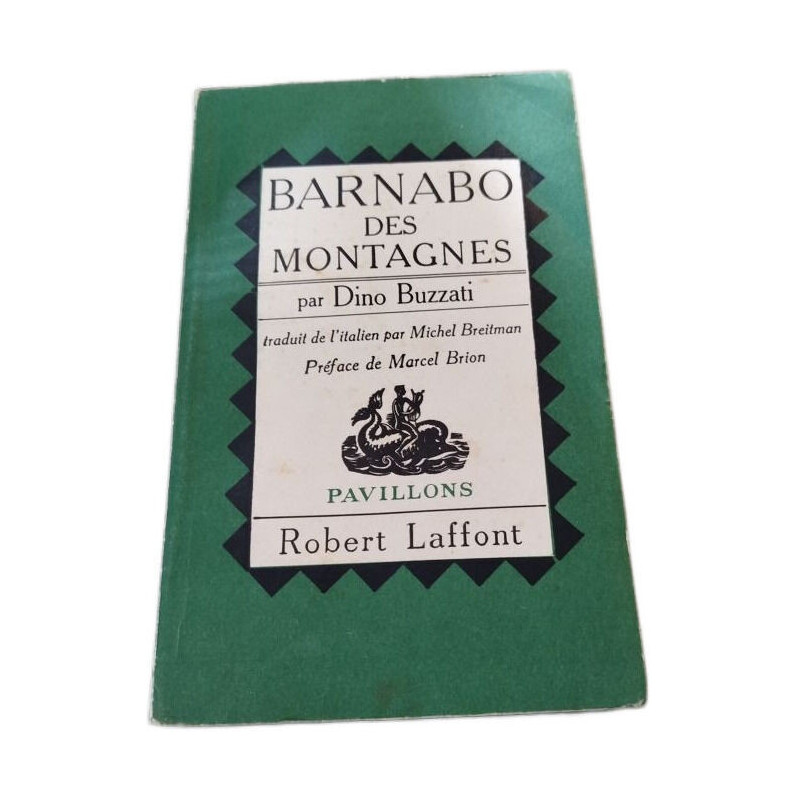 BARNABO
DES
MONTAGNES
par Dino Buzzati
traduit de l'italien par Michel Breitman
Préface de Marcel Brion
PAVILLONS
Robert Laffont